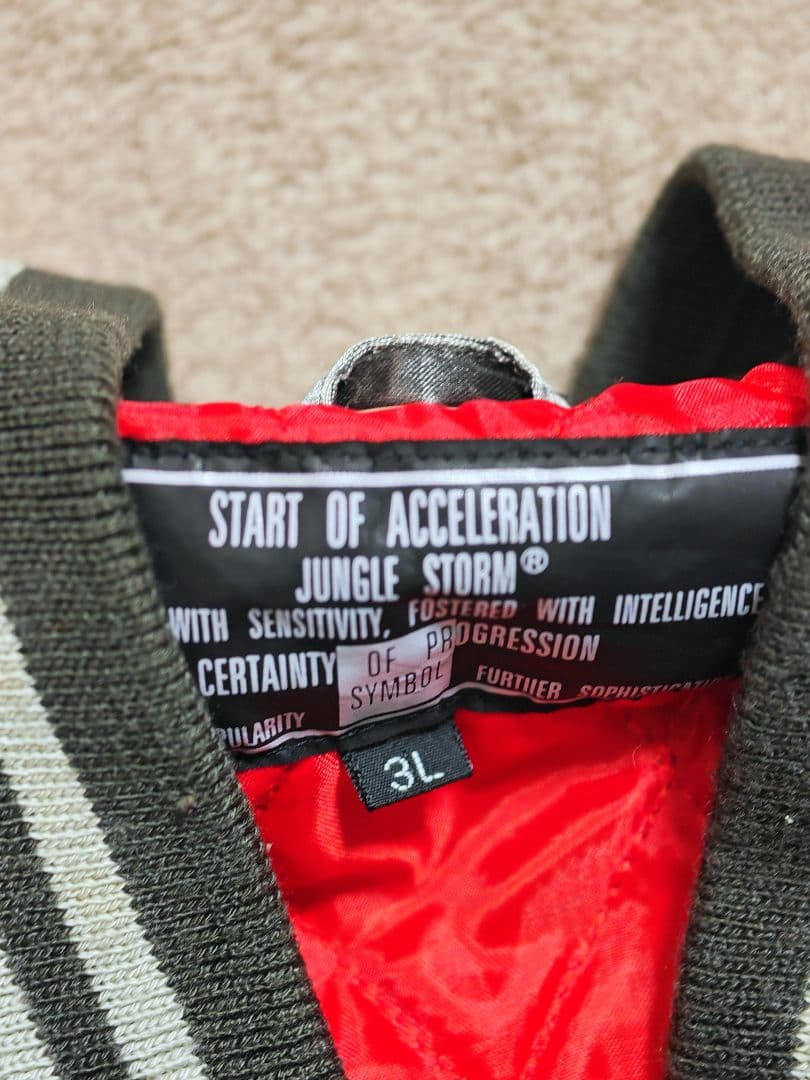 START OF ACCELERATION
JUNGLE STORM®
WITH SENSITIVITY, FOSTERED WITH INTELLIGENCE
CERTAINTY OF PROGRESSION
SYMBOL FURTHER
3L